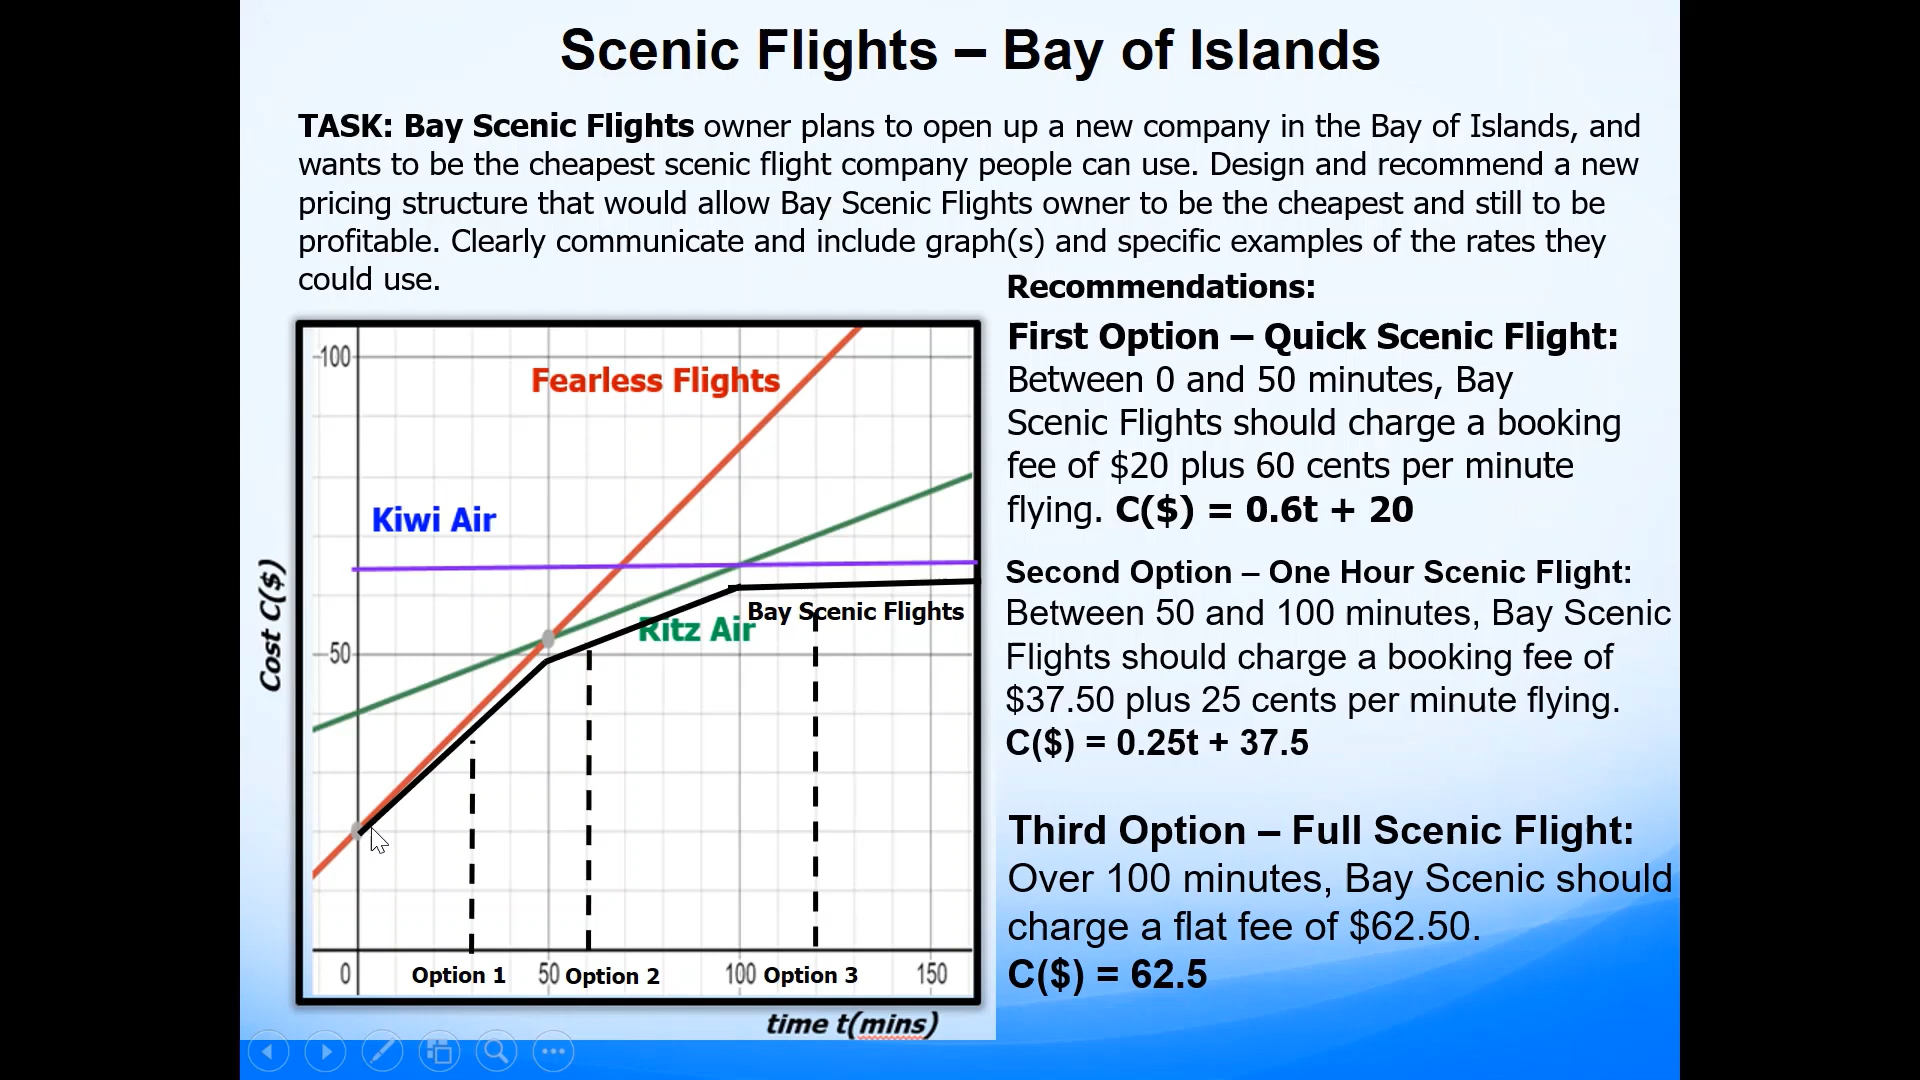 Scenic Flights – Bay of Islands
TASK: Bay Scenic Flights owner plans to open up a new company in the Bay of Islands, and
wants to be the cheapest scenic flight company people can use. Design and recommend a new
pricing structure that would allow Bay Scenic Flights owner to be the cheapest and still to be
profitable. Clearly communicate and include graph(s) and specific examples of the rates they
could use.
100
Fearless Flights
Kiwi Air
Bay Scenic Flights
Ritz Air
50
Cost C($)
0
Option 1
50
Option 2
100
Option 3
150
time t(mins)
Recommendations:
First Option – Quick Scenic Flight:
Between 0 and 50 minutes, Bay
Scenic Flights should charge a booking
fee of $20 plus 60 cents per minute
flying. C($) = 0.6t + 20
Second Option – One Hour Scenic Flight:
Between 50 and 100 minutes, Bay Scenic
Flights should charge a booking fee of
$37.50 plus 25 cents per minute flying.
C($) = 0.25t + 37.5
Third Option – Full Scenic Flight:
Over 100 minutes, Bay Scenic should
charge a flat fee of $62.50.
C($) = 62.5